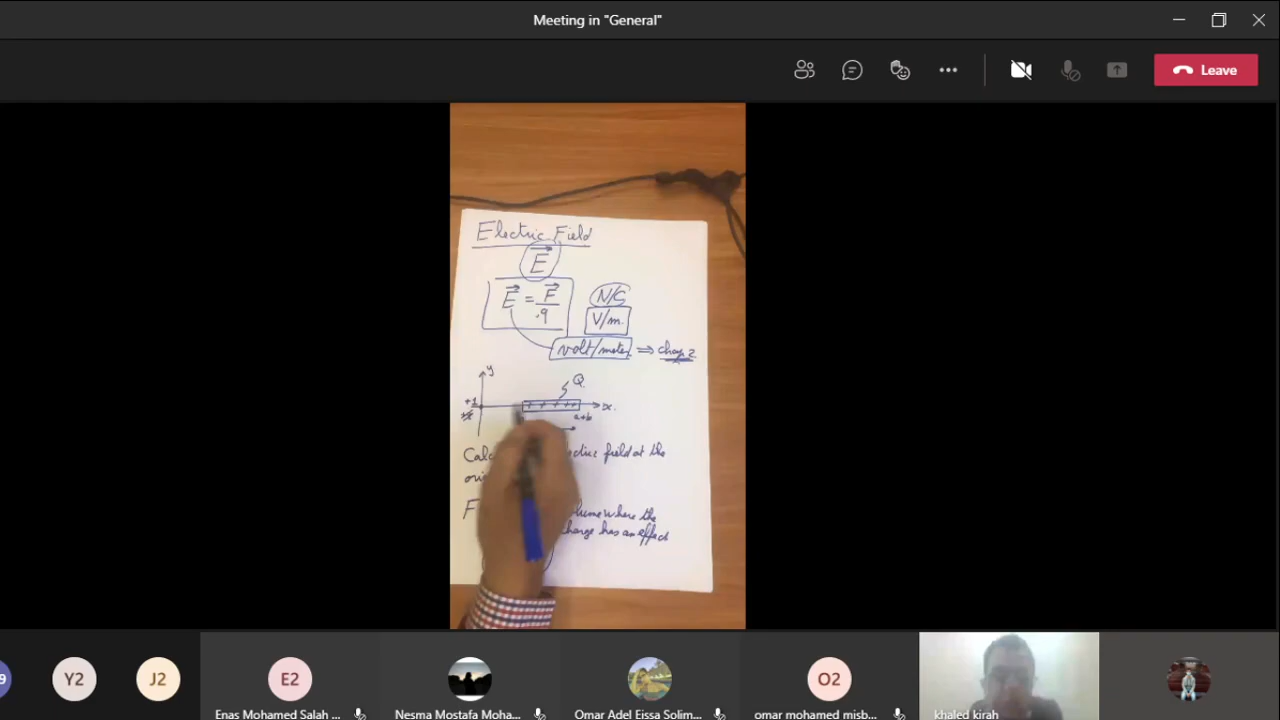 Meeting in "General"
Leave
Electric Field
E
E = F/q
N/C
V/m.
volt/meter ⇒ chap 2
y
Q
+1
x
a+b
field at the
where the
charge has an effect
9
Y2
J2
E2
O2
Enas Mohamed Salah ...
Nesma Mostafa Moha...
Omar Adel Eissa Solim...
omar mohamed misb...
khaled kirah